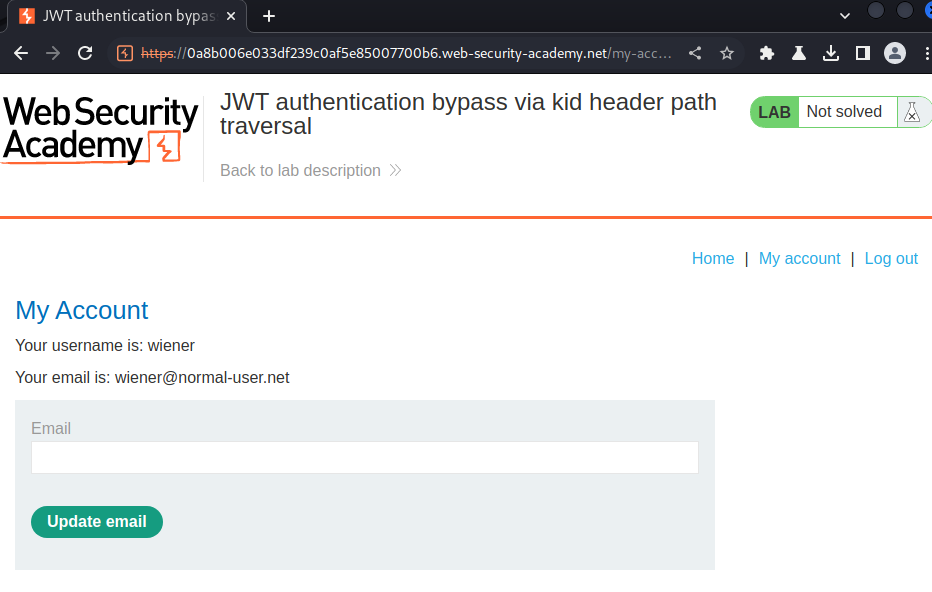 JWT authentication bypas
https://0a8b006e033df239c0af5e85007700b6.web-security-academy.net/my-acc...
Web Security
Academy
JWT authentication bypass via kid header path
traversal
Back to lab description
LAB Not solved
Home | My account | Log out
My Account
Your username is: wiener
Your email is: wiener@normal-user.net
Email
Update email